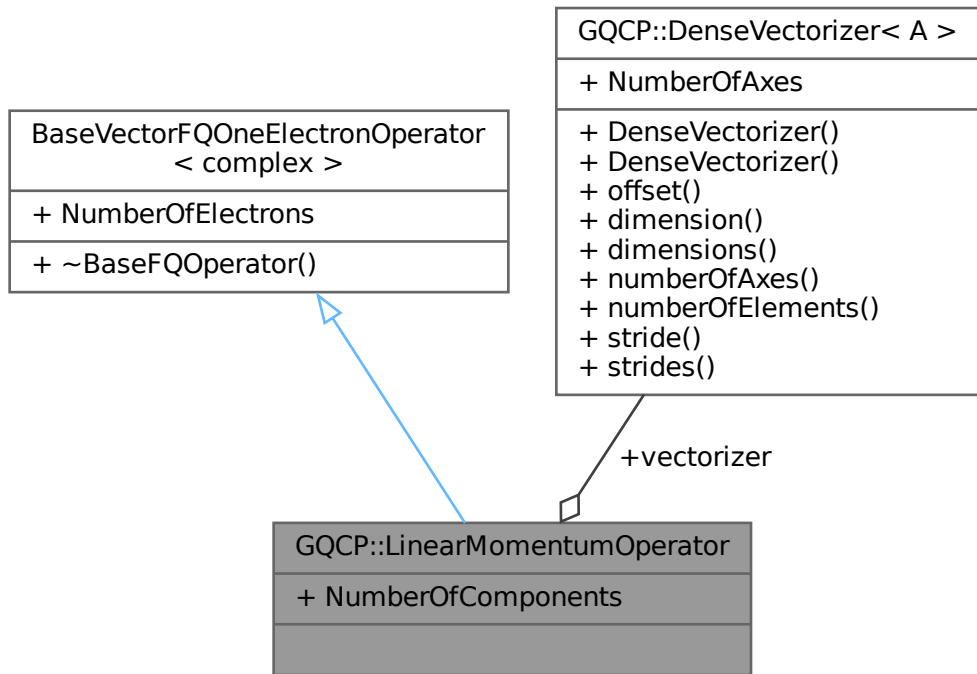 GQCP::DenseVectorizer< A >
+ NumberOfAxes
+ DenseVectorizer()
+ DenseVectorizer()
+ offset()
+ dimension()
+ dimensions()
+ numberOfAxes()
+ numberOfElements()
+ stride()
+ strides()
BaseVectorFQOneElectronOperator
< complex >
+ NumberOfElectrons
+ ~BaseFQOperator()
+vectorizer
GQCP::LinearMomentumOperator
+ NumberOfComponents